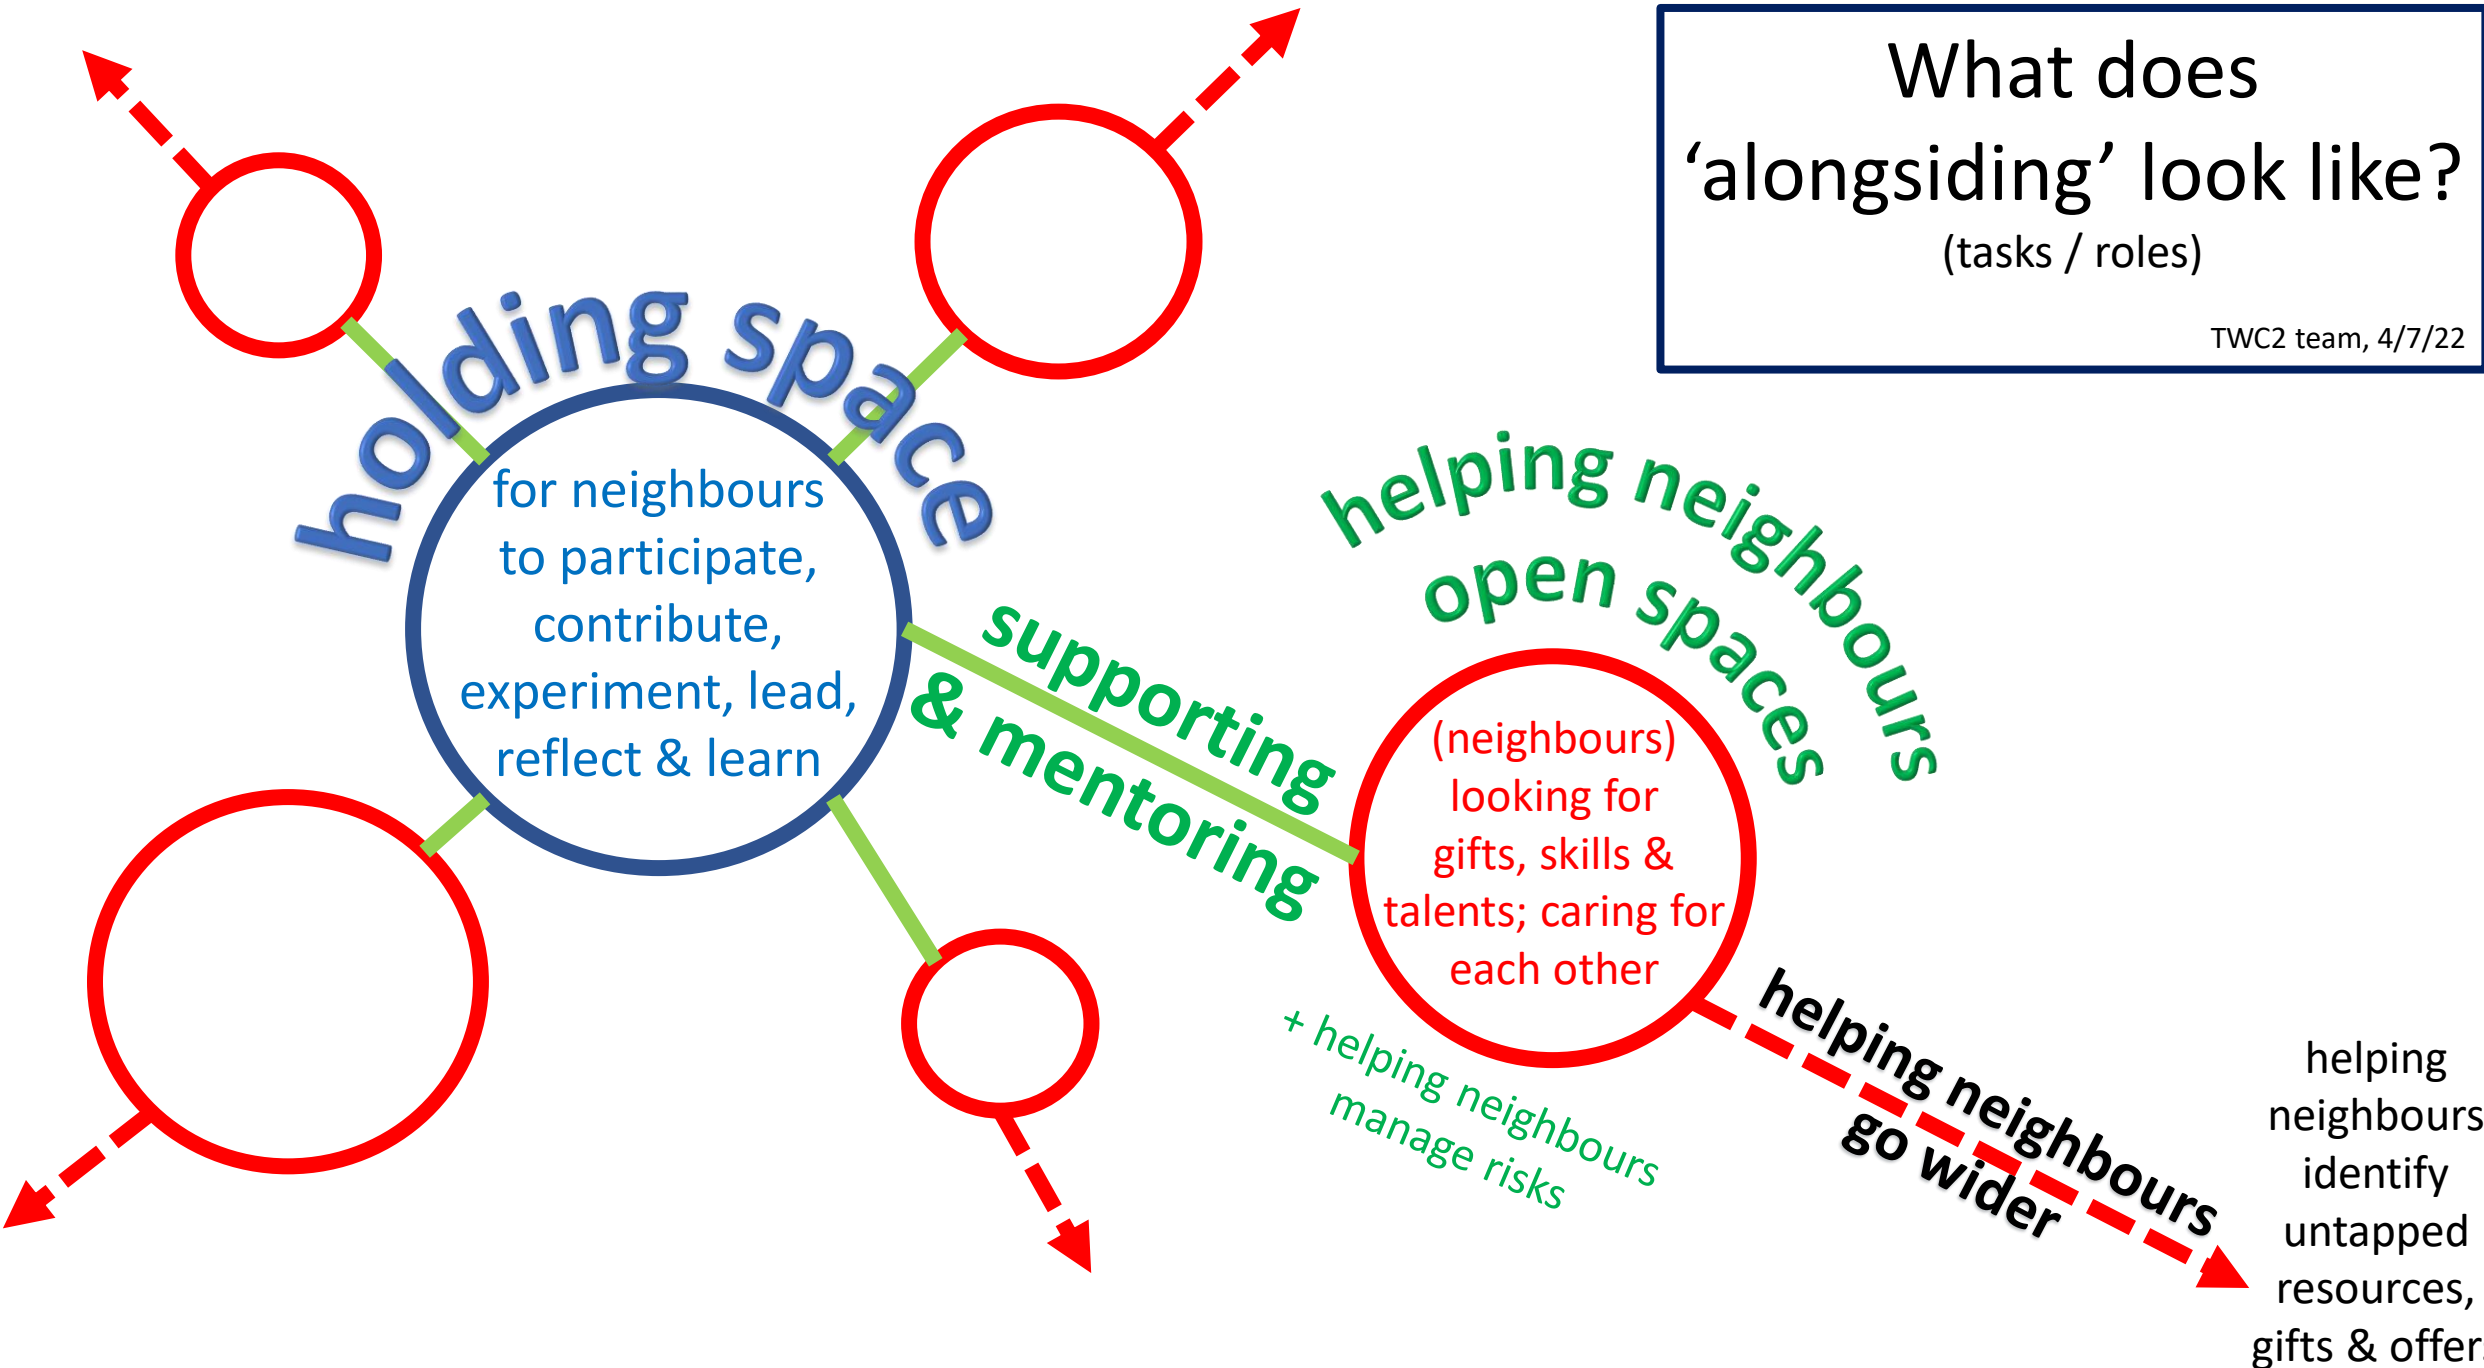 What does
‘alongsiding’ look like?
(tasks / roles)
TWC2 team, 4/7/22
holding space
for neighbours
to participate,
contribute,
experiment, lead,
reflect & learn
supporting
& mentoring
helping neighbours
open spaces
(neighbours)
looking for
gifts, skills &
talents; caring for
each other
+ helping neighbours
manage risks
helping neighbours
go wider
helping
neighbours
identify
untapped
resources,
gifts & offer